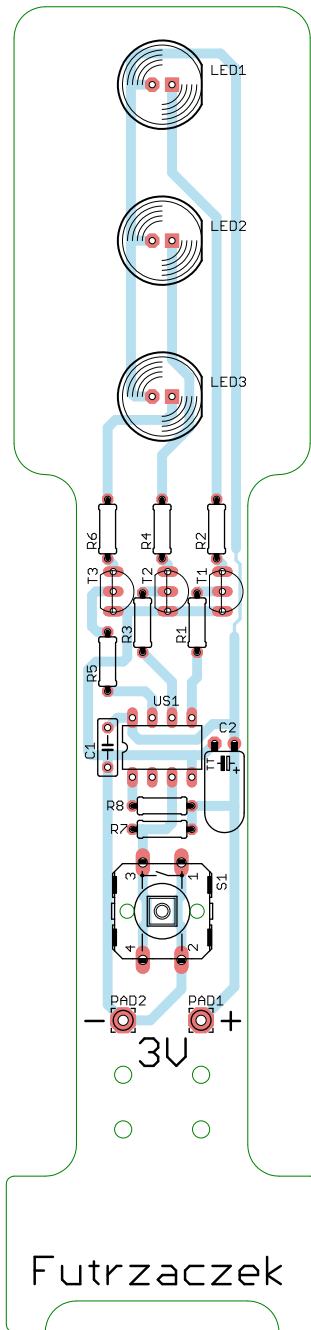 LED1
LED2
LED3
R6 R4 R2
T3 T2 T1
R3 R1
R5
US1
C1 C2
TT +
R8
R7
3 1 S1
4 2
PAD2 PAD1
- +
3V
Futrzaczek